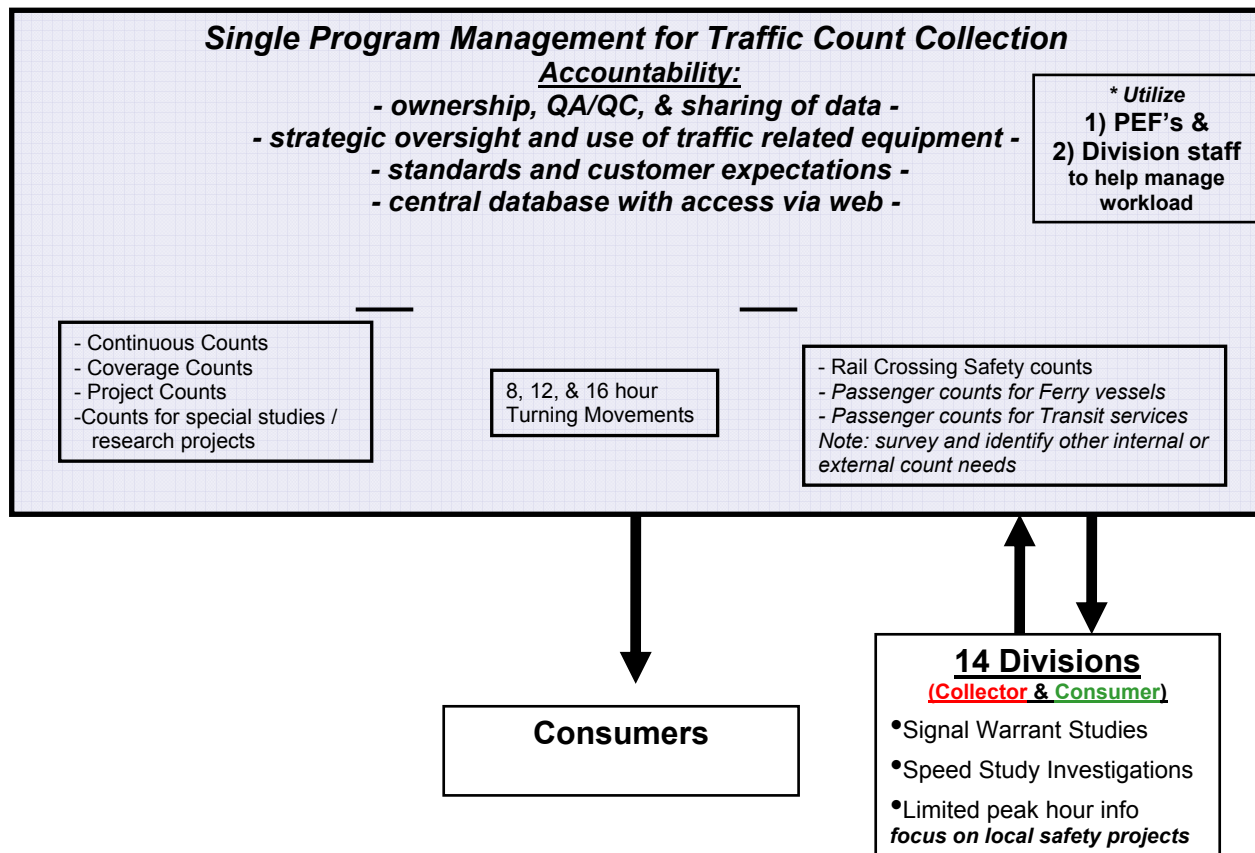 Single Program Management for Traffic Count Collection
Accountability:
- ownership, QA/QC, & sharing of data -
- strategic oversight and use of traffic related equipment -
- standards and customer expectations -
- central database with access via web -
* Utilize
1) PEF's &
2) Division staff
to help manage
workload
- Continuous Counts
- Coverage Counts
- Project Counts
-Counts for special studies /
research projects
8, 12, & 16 hour
Turning Movements
- Rail Crossing Safety counts
- Passenger counts for Ferry vessels
- Passenger counts for Transit services
Note: survey and identify other internal or
external count needs
Consumers
14 Divisions
(Collector & Consumer)
•Signal Warrant Studies
•Speed Study Investigations
•Limited peak hour info
focus on local safety projects